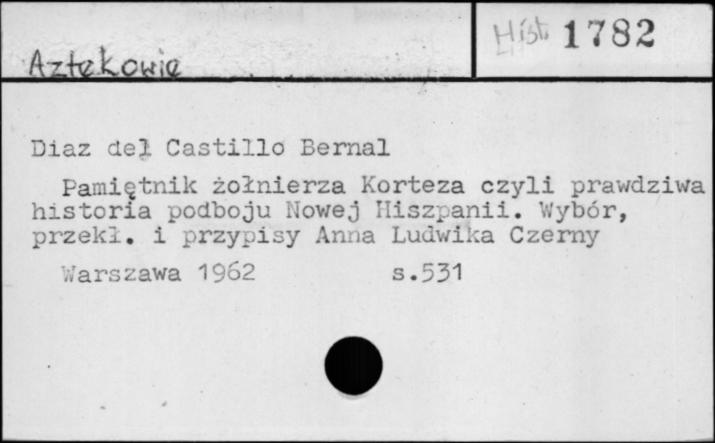 Aztekowie
Hist 1782
Diaz del Castillo Bernal
Pamiętnik żołnierza Korteza czyli prawdziwa
historia podboju Nowej Hiszpanii. Wybór,
przekł. i przypisy Anna Ludwika Czerny
Warszawa 1962 s.531